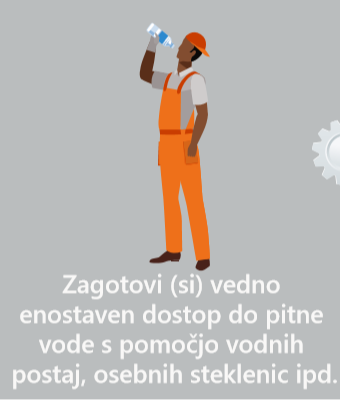 Zagotovi (si) vedno
enostaven dostop do pitne
vode s pomočjo vodnih
postaj, osebnih steklenic ipd.